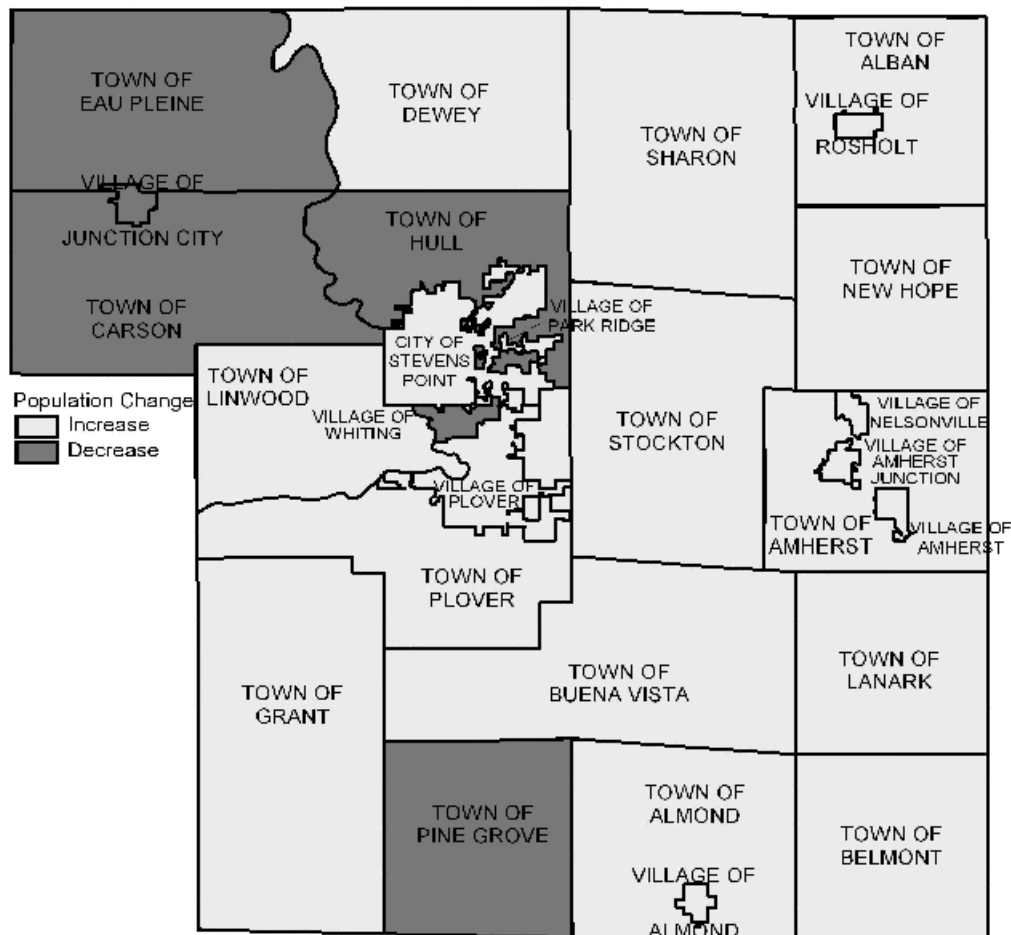 TOWN OF
EAU PLEINE
TOWN OF
DEWEY
TOWN OF
SHARON
TOWN OF
ALBAN
VILLAGE OF
ROSHOLT
VILLAGE OF
JUNCTION CITY
TOWN OF
HULL
TOWN OF
NEW HOPE
TOWN OF
CARSON
VILLAGE OF
PARK RIDGE
CITY OF
STEVENS
POINT
TOWN OF
LINWOOD
Population Change
Increase
Decrease
VILLAGE OF
WHITING
TOWN OF
STOCKTON
VILLAGE OF
NELSONVILLE
VILLAGE OF
AMHERST
JUNCTION
VILLAGE OF
PLOVER
TOWN OF
AMHERST
VILLAGE OF
AMHERST
TOWN OF
PLOVER
TOWN OF
BUENA VISTA
TOWN OF
LANARK
TOWN OF
GRANT
TOWN OF
PINE GROVE
TOWN OF
ALMOND
VILLAGE OF
ALMOND
TOWN OF
BELMONT